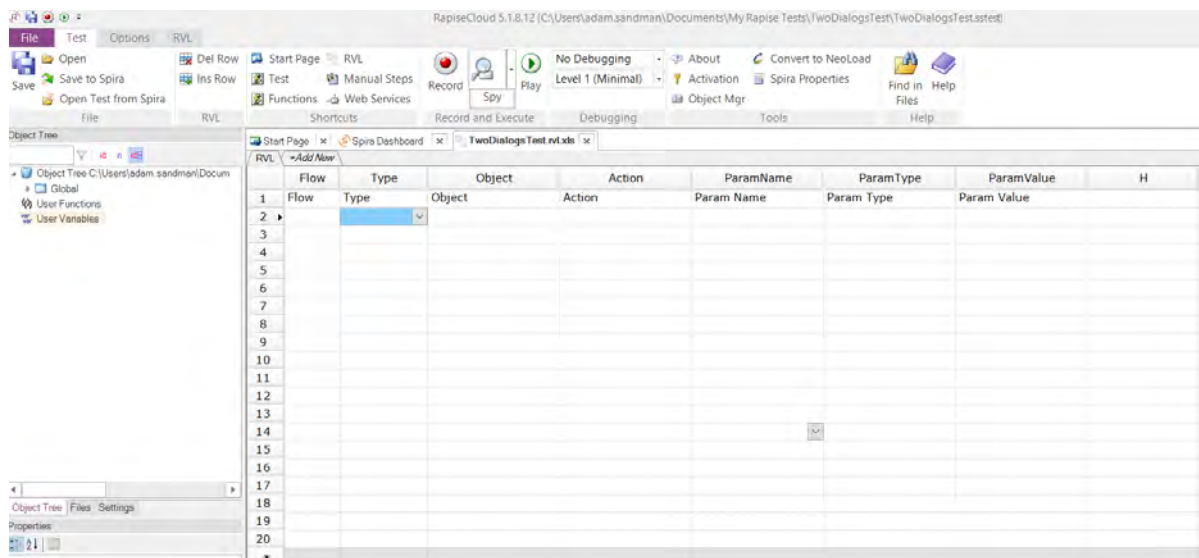 RapiseCloud 5.1.8.12 (C:\Users\adam.sandman\Documents\My Rapise Tests\TwoDialogsTest\TwoDialogsTest.sstest)
File Test Options RVL
Save
Open
Save to Spira
Open Test from Spira
File
Del Row
Ins Row
RVL
Start Page RVL
Test Manual Steps
Functions Web Services
Shortcuts
Record Spy Play
Record and Execute
No Debugging
Level 1 (Minimal)
Debugging
About Convert to NeoLoad
Activation Spira Properties
Object Mgr
Tools
Find in Files Help
Help
Object Tree
Object Tree C:\Users\adam.sandman\Docum
Global
User Functions
User Variables
Object Tree Files Settings
Properties
Start Page x Spira Dashboard x TwoDialogsTest.rvl.xls x
RVL +Add New
Flow Type Object Action ParamName ParamType ParamValue H
1 Flow Type Object Action Param Name Param Type Param Value
2
3
4
5
6
7
8
9
10
11
12
13
14
15
16
17
18
19
20